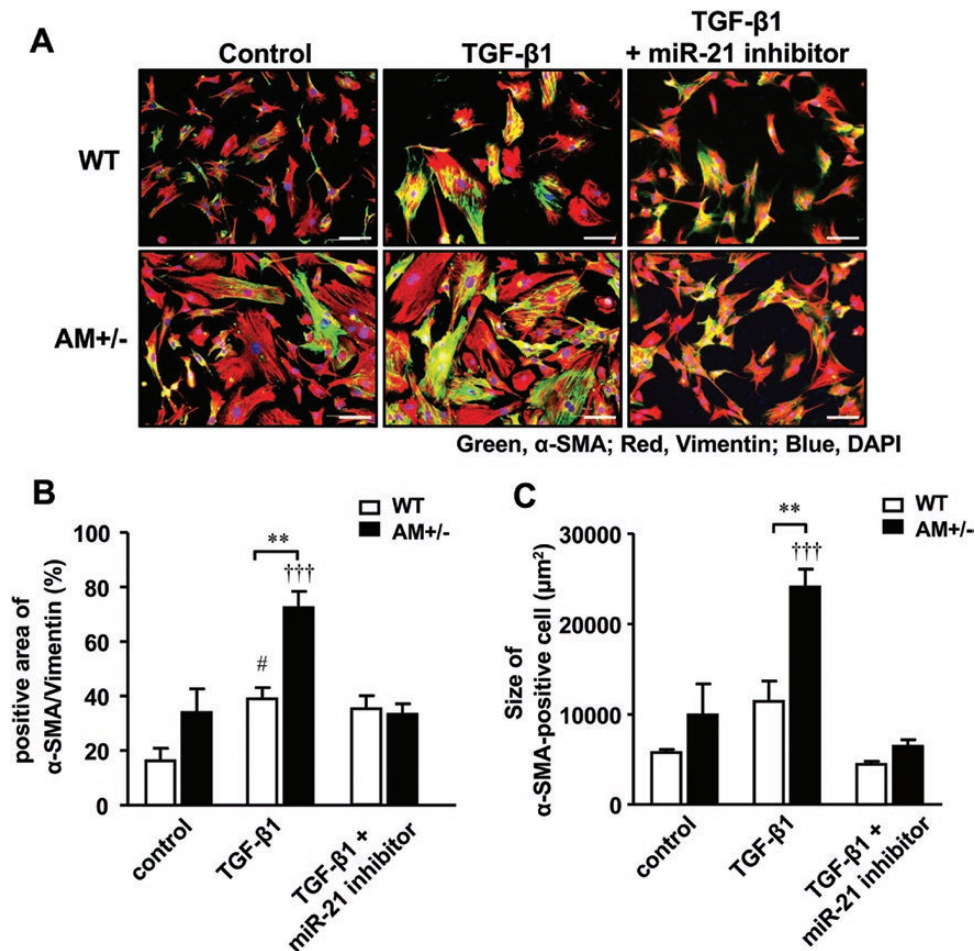 A
Control
TGF-β1
TGF-β1
+ miR-21 inhibitor
WT
AM+/-
Green, α-SMA; Red, Vimentin; Blue, DAPI
B
WT
AM+/-
positive area of
α-SMA/Vimentin (%)
100
80
60
40
20
0
**
†††
#
control
TGF-β1
TGF-β1 +
miR-21 inhibitor
C
WT
AM+/-
Size of
α-SMA-positive cell (μm²)
30000
20000
10000
0
**
†††
control
TGF-β1
TGF-β1 +
miR-21 inhibitor